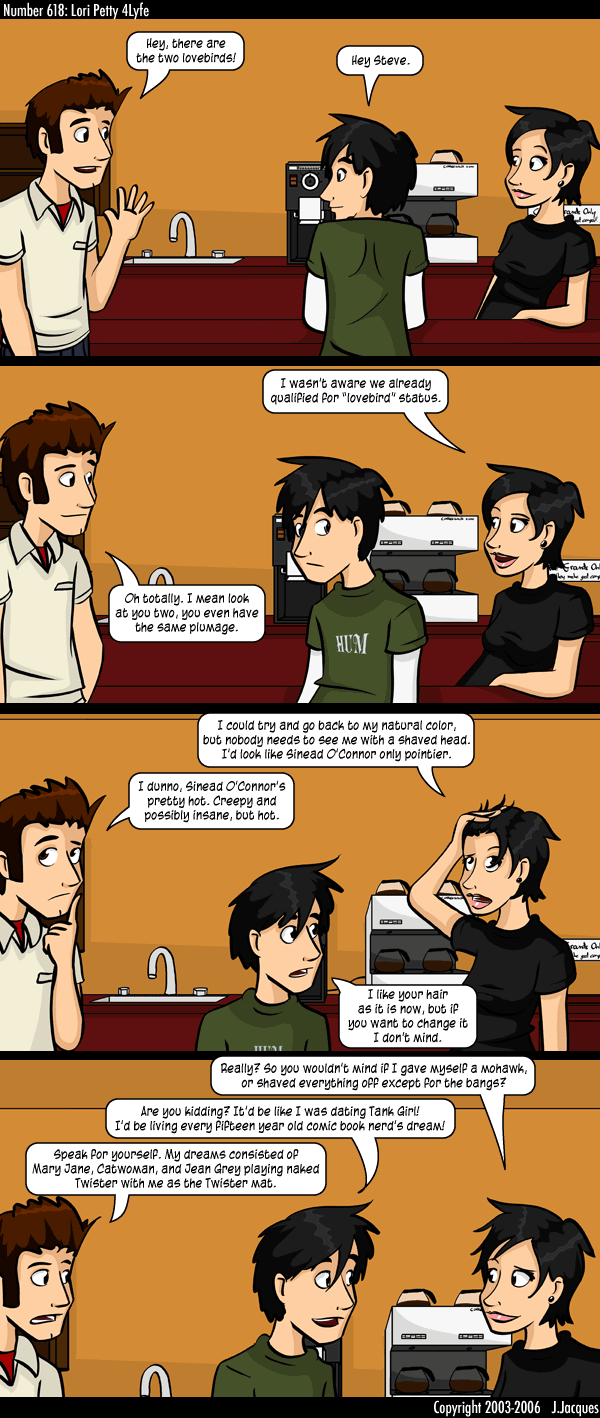 Number 618: Lori Petty 4Lyfe
Hey, there are
the two lovebirds!
Hey Steve.
I wasn't aware we already
qualified for "lovebird" status.
Oh totally. I mean look
at you two, you even have
the same plumage.
HUM
I could try and go back to my natural color,
but nobody needs to see me with a shaved head.
I'd look like Sinead O'Connor only pointier.
I dunno, Sinead O'Connor's
pretty hot. Creepy and
possibly insane, but hot.
I like your hair
as it is now, but if
you want to change it
I don't mind.
HUM
Really? So you wouldn't mind if I gave myself a mohawk,
or shaved everything off except for the bangs?
Are you kidding? It'd be like I was dating Tank Girl!
I'd be living every fifteen year old comic book nerd's dream!
Speak for yourself. My dreams consisted of
Mary Jane, Catwoman, and Jean Grey playing naked
Twister with me as the Twister mat.
Copyright 2003-2006 J.Jacques